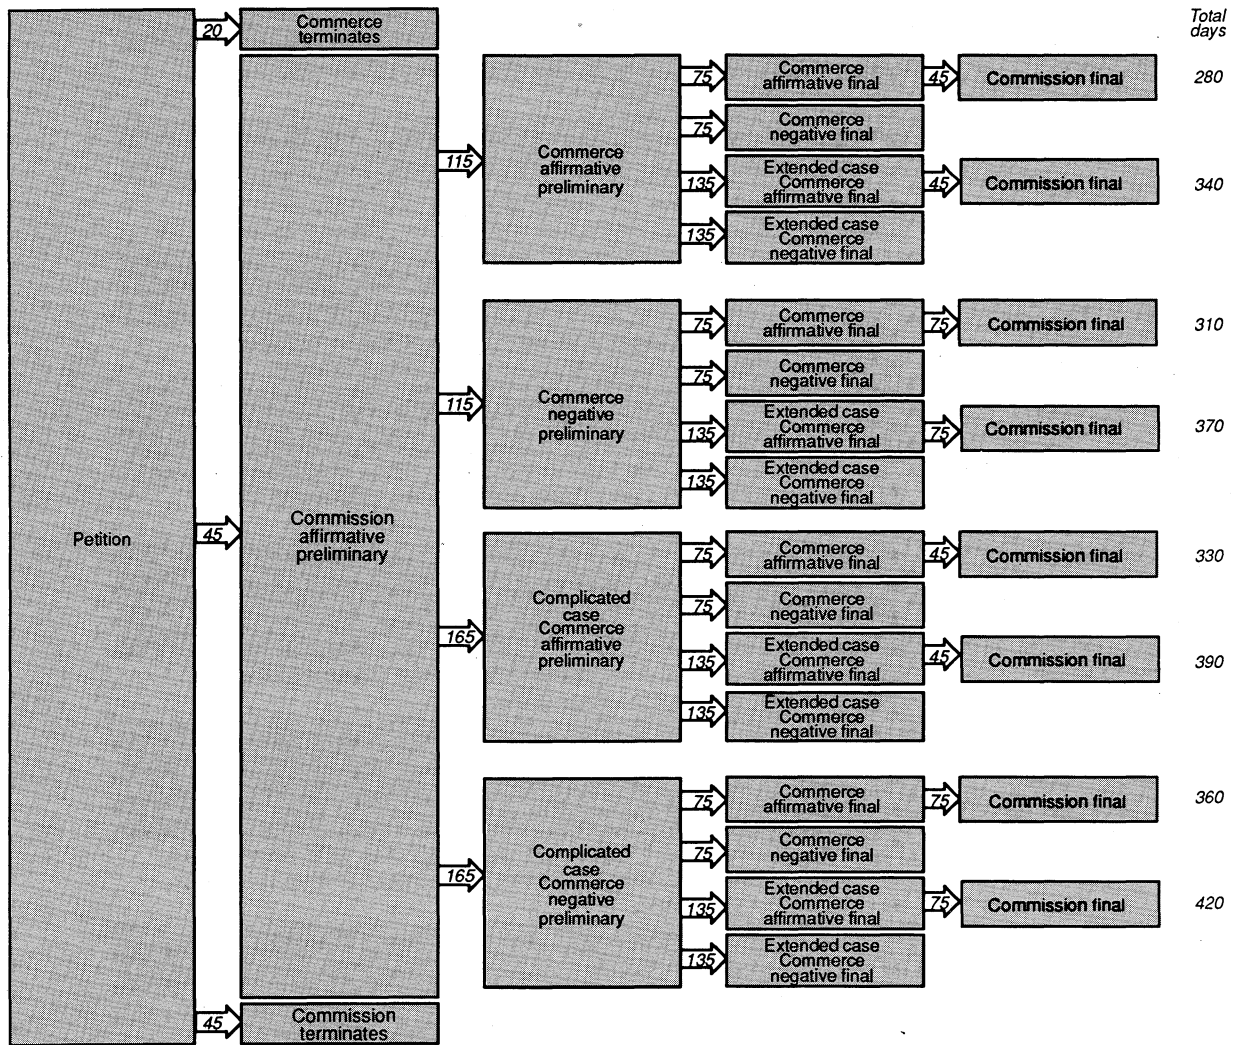 Total
days
20
Commerce
terminates
75
Commerce
affirmative final
45
Commission final
280
75
Commerce
negative final
115
Commerce
affirmative
preliminary
135
Extended case
Commerce
affirmative final
45
Commission final
340
135
Extended case
Commerce
negative final
75
Commerce
affirmative final
75
Commission final
310
75
Commerce
negative final
115
Commerce
negative
preliminary
135
Extended case
Commerce
affirmative final
75
Commission final
370
135
Extended case
Commerce
negative final
Petition
45
Commission
affirmative
preliminary
75
Commerce
affirmative final
45
Commission final
330
75
Commerce
negative final
165
Complicated
case
Commerce
affirmative
preliminary
135
Extended case
Commerce
affirmative final
45
Commission final
390
135
Extended case
Commerce
negative final
75
Commerce
affirmative final
75
Commission final
360
75
Commerce
negative final
165
Complicated
case
Commerce
negative
preliminary
135
Extended case
Commerce
affirmative final
75
Commission final
420
135
Extended case
Commerce
negative final
45
Commission
terminates